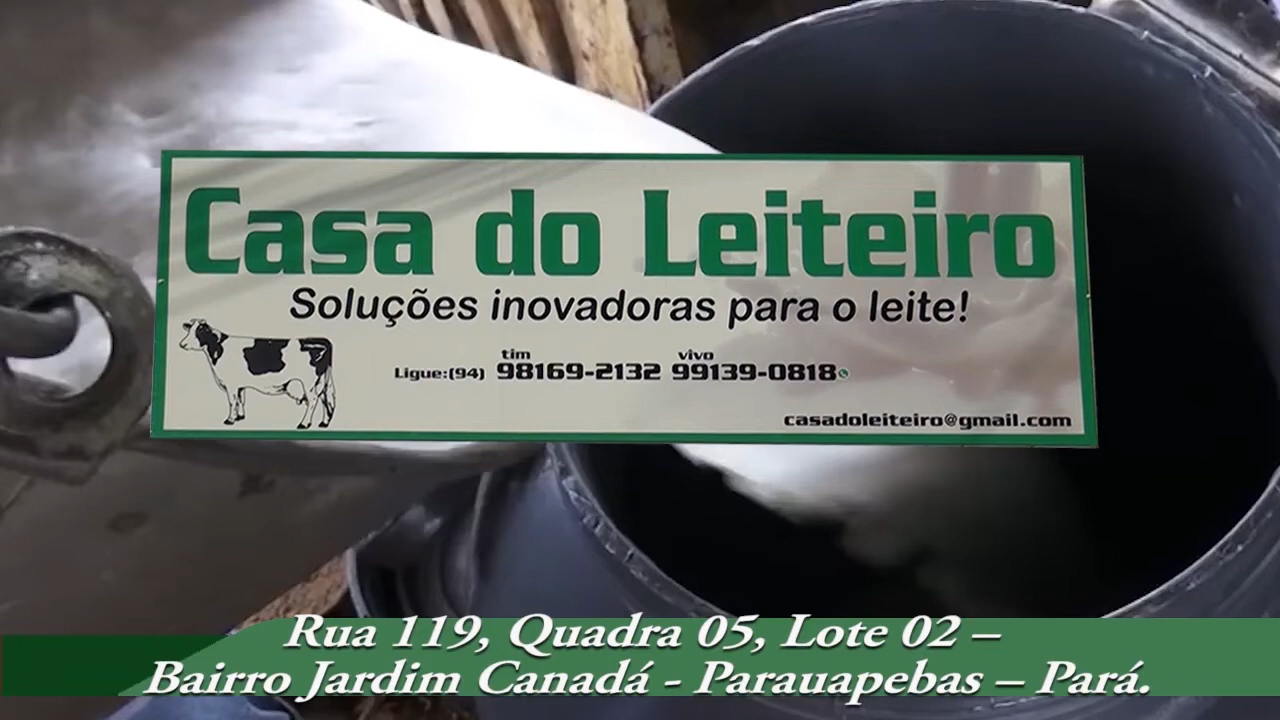 Casa do Leiteiro
Soluções inovadoras para o leite!
tim vivo
Ligue:(94) 98169-2132 99139-0818
casadoleiteiro@gmail.com
Rua 119, Quadra 05, Lote 02 –
Bairro Jardim Canadá - Parauapebas – Pará.